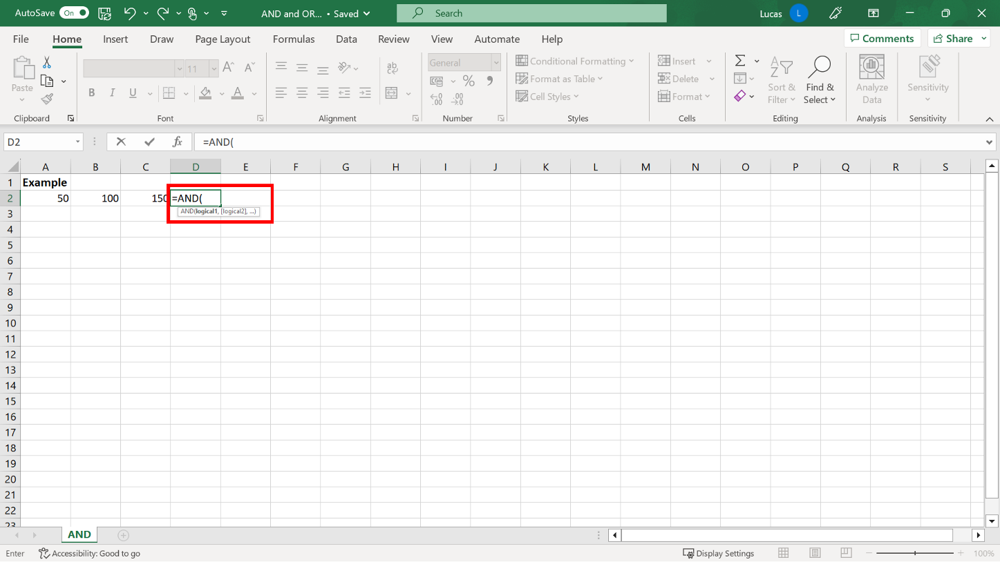 AutoSave On AND and OR... • Saved Search Lucas L
File Home Insert Draw Page Layout Formulas Data Review View Automate Help Comments Share
Paste 11 A A General Conditional Formatting Insert Sort & Filter Find & Select Analyze Data Sensitivity
B I U A ab % Format as Table Delete
Cell Styles Format
Clipboard Font Alignment Number Styles Cells Editing Analysis Sensitivity
D2 fx =AND(
A B C D E F G H I J K L M N O P Q R S
1 Example
2 50 100 150 =AND(
3 AND(logical1, [logical2], ...)
4
5
6
7
8
9
10
11
12
13
14
15
16
17
18
19
20
21
22
23
AND
Enter Accessibility: Good to go Display Settings 100%